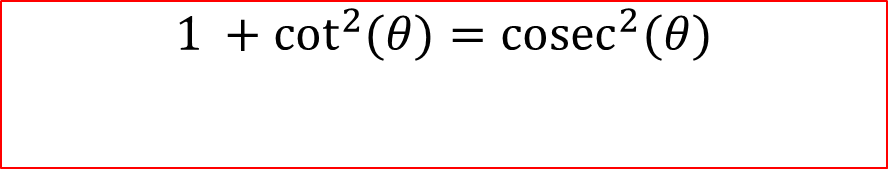 1 + cot²(θ) = cosec²(θ)